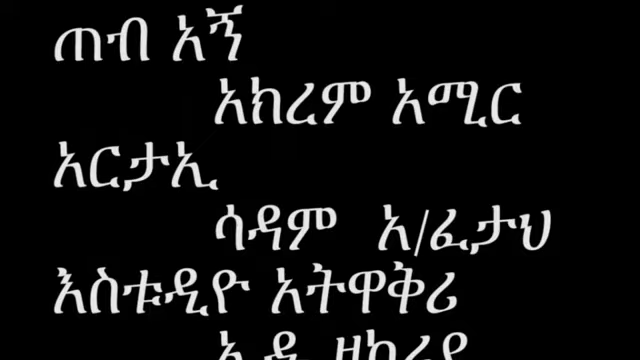 ጠብ አኝ
አክረም አሚር
አርታኢ
ሳዳም አ/ፈታህ
እስቱዲዮ አትዋቅሪ